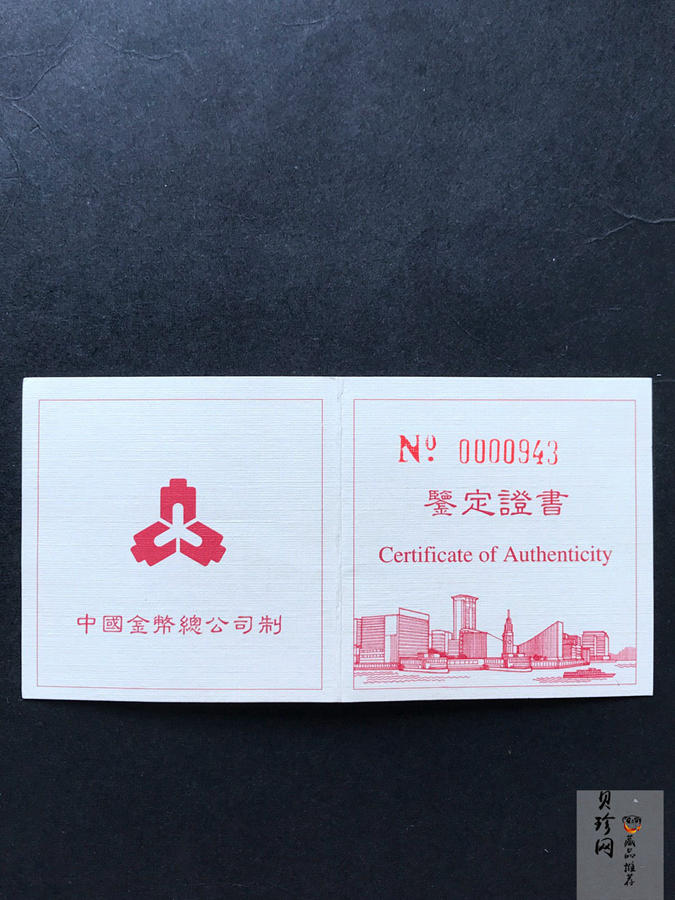 中國金幣總公司制
Nº 0000943
鑒定證書
Certificate of Authenticity
贝珍网
藏品推荐